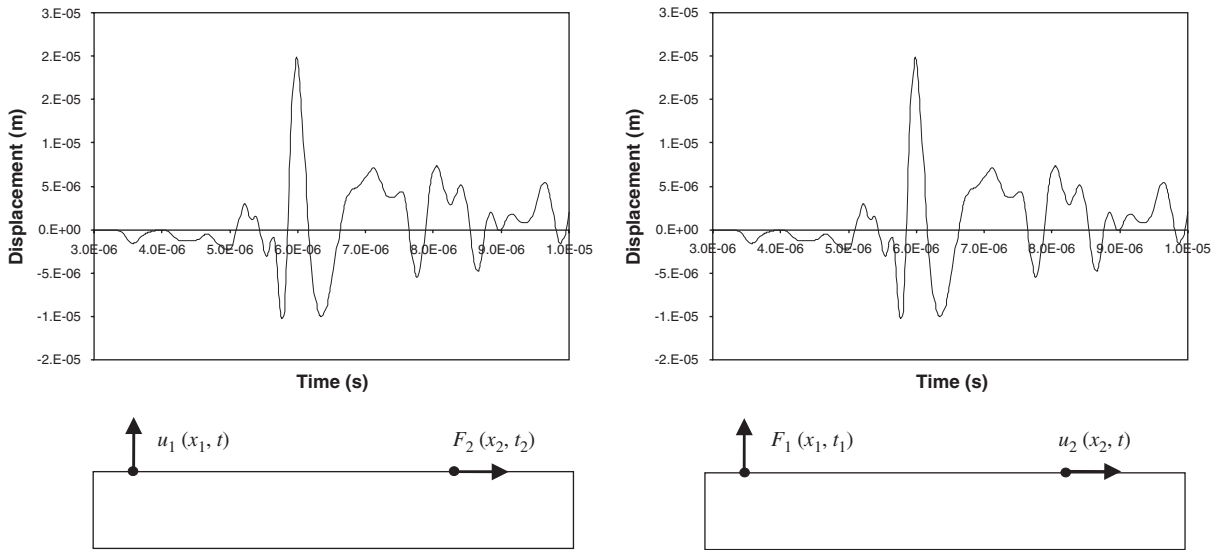 3.E-05
2.E-05
2.E-05
1.E-05
5.E-06
0.E+00
-5.E-06
-1.E-05
-2.E-05
3.0E-06 4.0E-06 5.0E-06 6.0E-06 7.0E-06 8.0E-06 9.0E-06 1.0E-05
Displacement (m)
Time (s)
3.E-05
2.E-05
2.E-05
1.E-05
5.E-06
0.E+00
-5.E-06
-1.E-05
-2.E-05
3.0E-06 4.0E-06 5.0E-06 6.0E-06 7.0E-06 8.0E-06 9.0E-06 1.0E-05
Displacement (m)
Time (s)
u₁ (x₁, t)
F₂ (x₂, t₂)
F₁ (x₁, t₁)
u₂ (x₂, t)